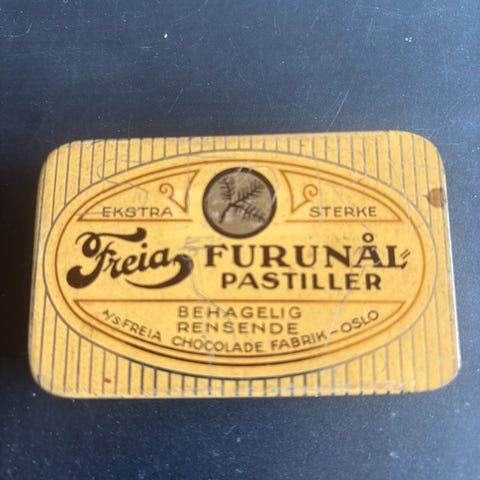 EKSTRA STERKE
Freia "FURUNÅL"
PASTILLER
BEHAGELIG
RENSENDE
A/S FREIA CHOCOLADE FABRIK-OSLO